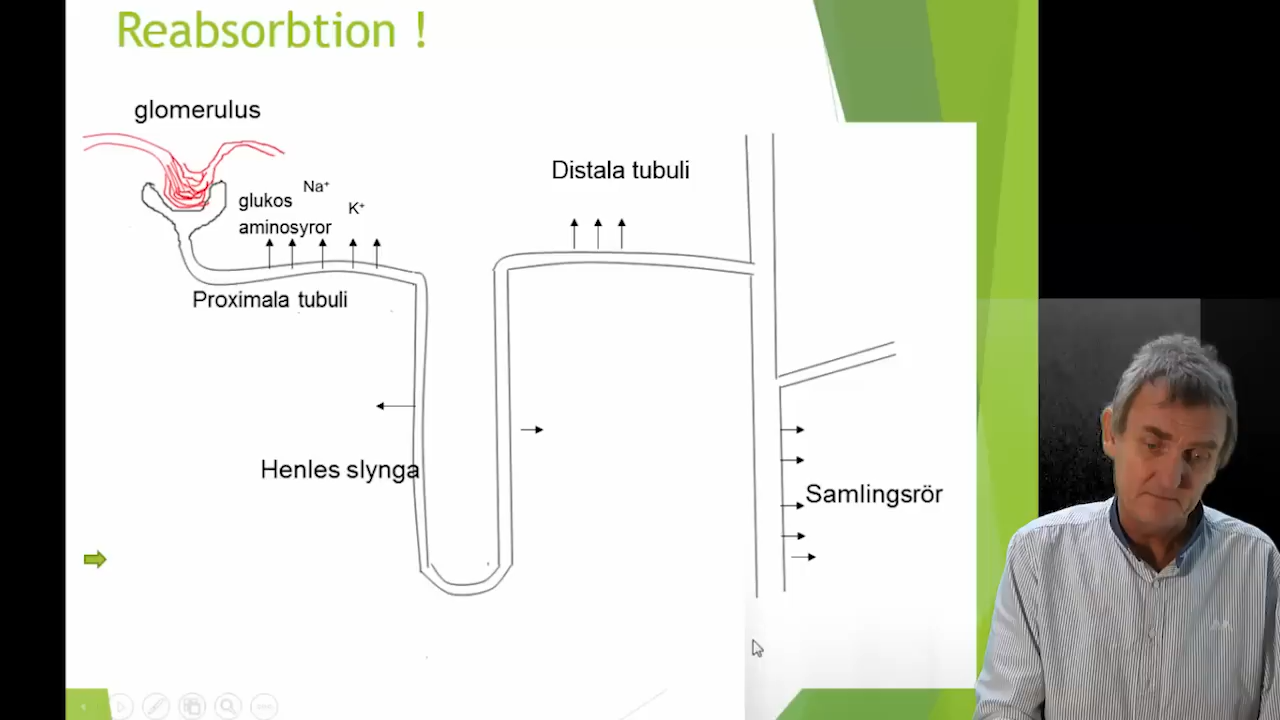 Reabsorbtion !
glomerulus
Distala tubuli
Na⁺
glukos
K⁺
aminosyror
Proximala tubuli
Henles slynga
Samlingsrör